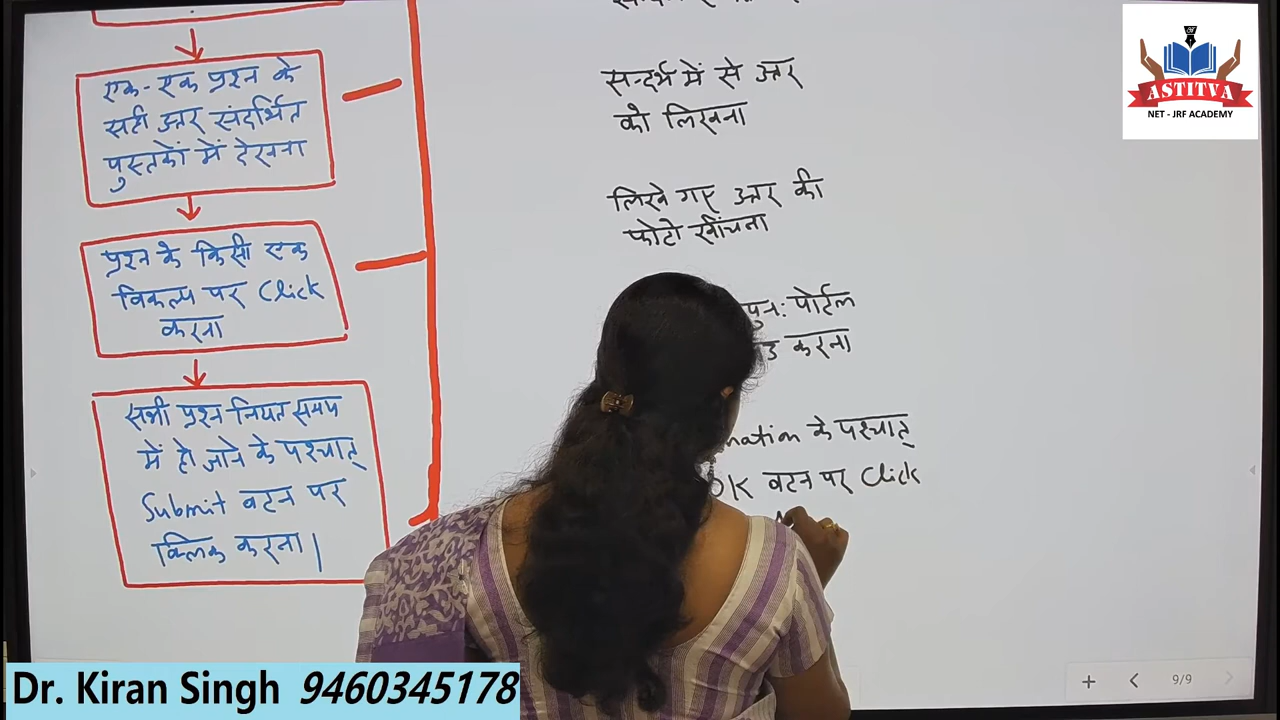 एक-एक प्रश्न के
सही उत्तर संदर्भित
पुस्तकों में देखना
प्रश्न के किसी एक
विकल्प पर Click
करना
सभी प्रश्न नियत समय
में हो जाने के पश्चात्
Submit बटन पर
क्लिक करना।
सन्दर्भ में से उत्तर
को लिखना
लिखे गए उत्तर की
फोटो खींचना
पुन: पोर्टल
करना
के पश्चात्
OK बटन पर Click
ASTITVA
NET - JRF ACADEMY
Dr. Kiran Singh 9460345178
9/9